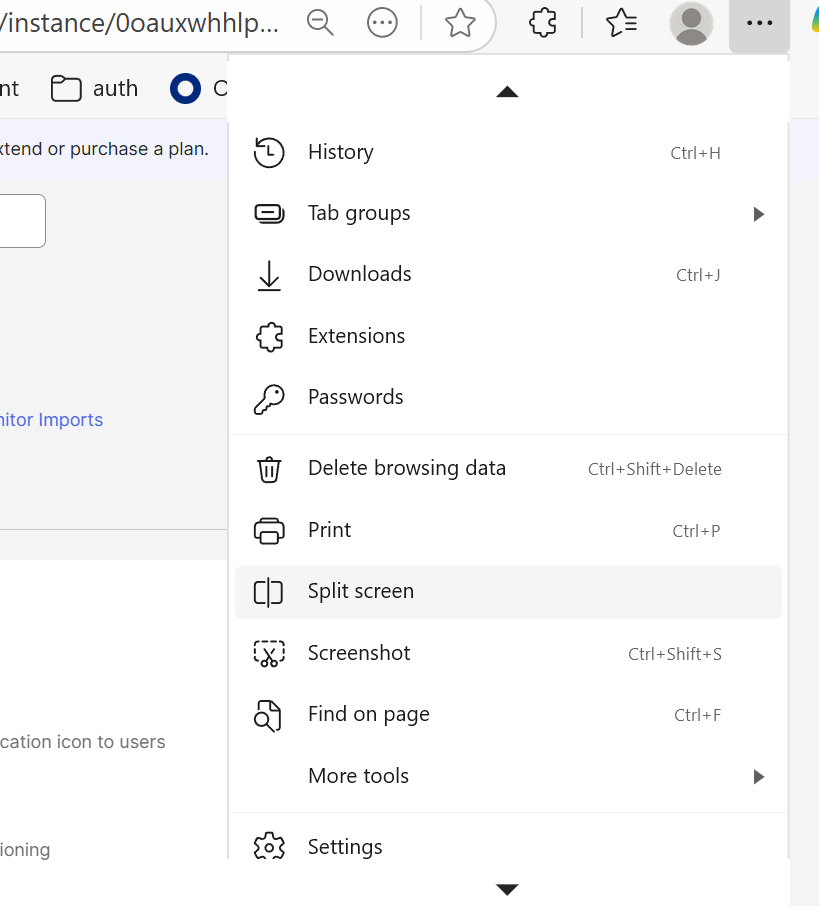 /instance/0oauxwhhlp...
nt
auth
xtend or purchase a plan.
History Ctrl+H
Tab groups
Downloads Ctrl+J
Extensions
Passwords
nitor Imports
Delete browsing data Ctrl+Shift+Delete
Print Ctrl+P
Split screen
Screenshot Ctrl+Shift+S
Find on page Ctrl+F
cation icon to users
More tools
Settings
ioning